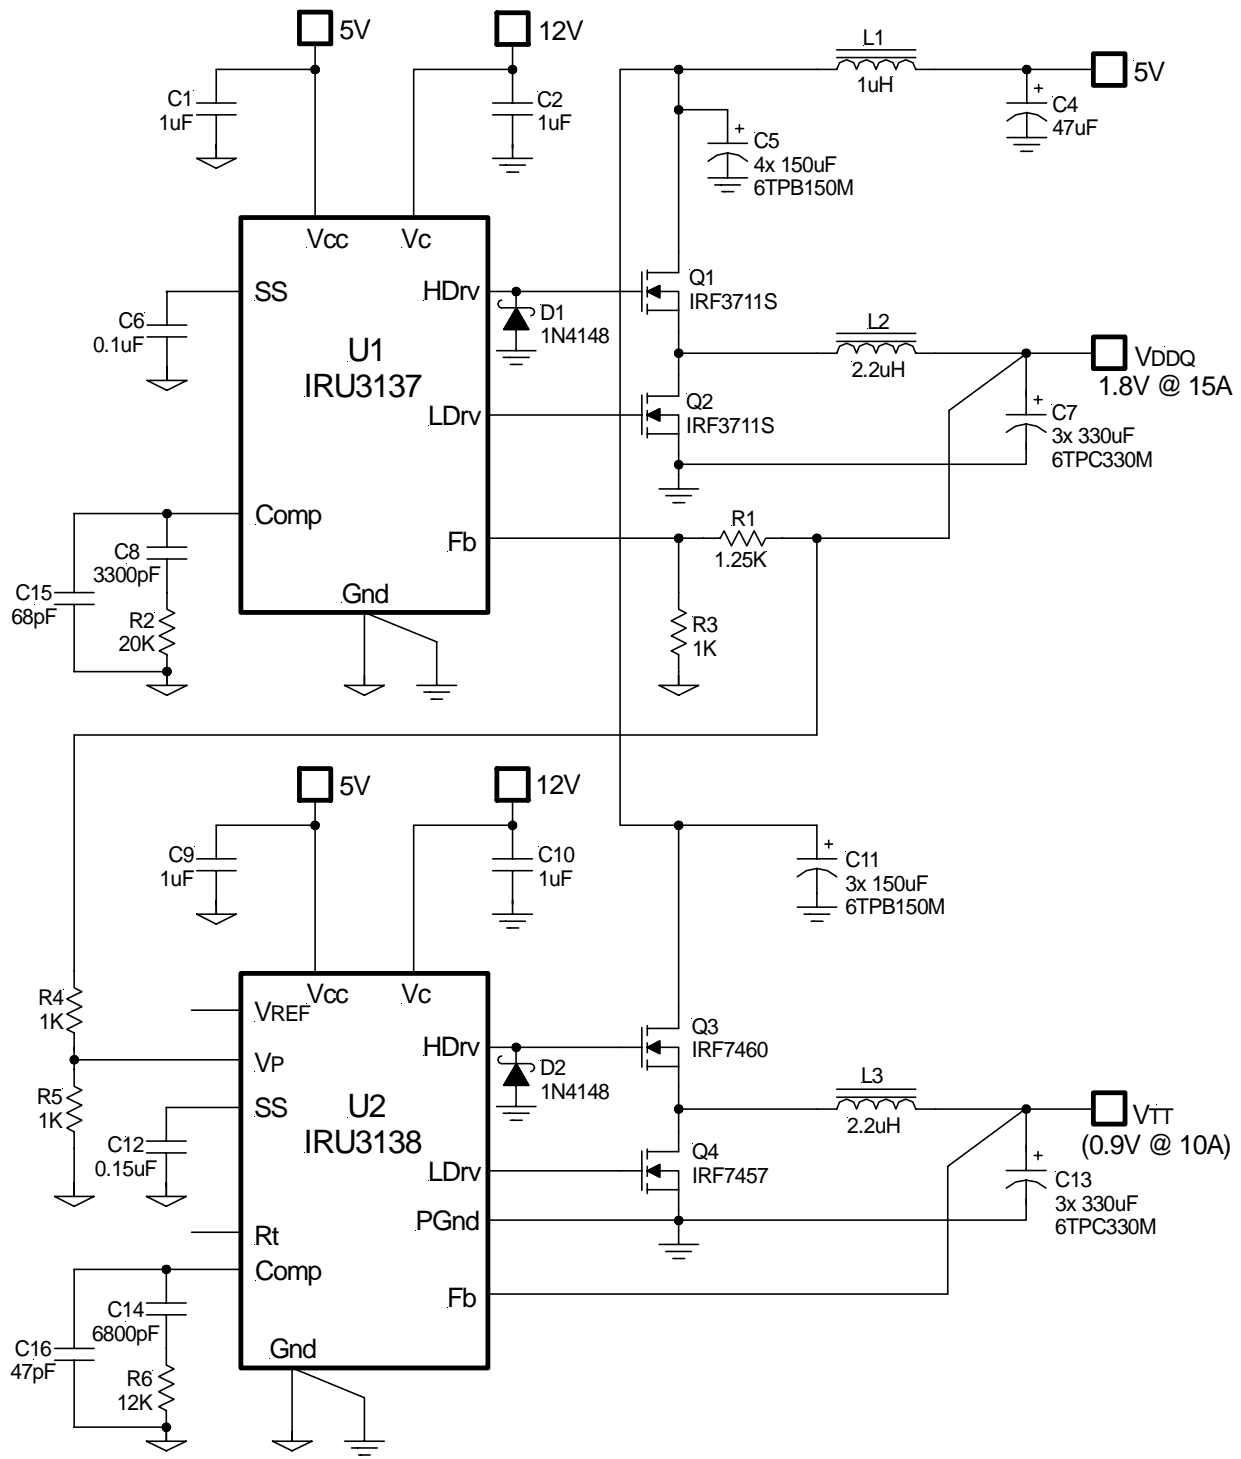 5V
12V
L1
1uH
5V
C1
1uF
C2
1uF
+
C4
47uF
+
C5
4x 150uF
6TPB150M
Vcc
Vc
SS
HDrv
Q1
IRF3711S
D1
1N4148
C6
0.1uF
U1
IRU3137
L2
2.2uH
VDDQ
1.8V @ 15A
LDrv
Q2
IRF3711S
+
C7
3x 330uF
6TPC330M
Comp
Fb
R1
1.25K
C8
3300pF
C15
68pF
Gnd
R2
20K
R3
1K
5V
12V
C9
1uF
C10
1uF
+
C11
3x 150uF
6TPB150M
R4
1K
VREF
Vcc
Vc
VP
HDrv
Q3
IRF7460
D2
1N4148
R5
1K
SS
U2
IRU3138
L3
2.2uH
VTT
(0.9V @ 10A)
C12
0.15uF
LDrv
Q4
IRF7457
+
C13
3x 330uF
6TPC330M
PGnd
Rt
Comp
Fb
C14
6800pF
C16
47pF
Gnd
R6
12K